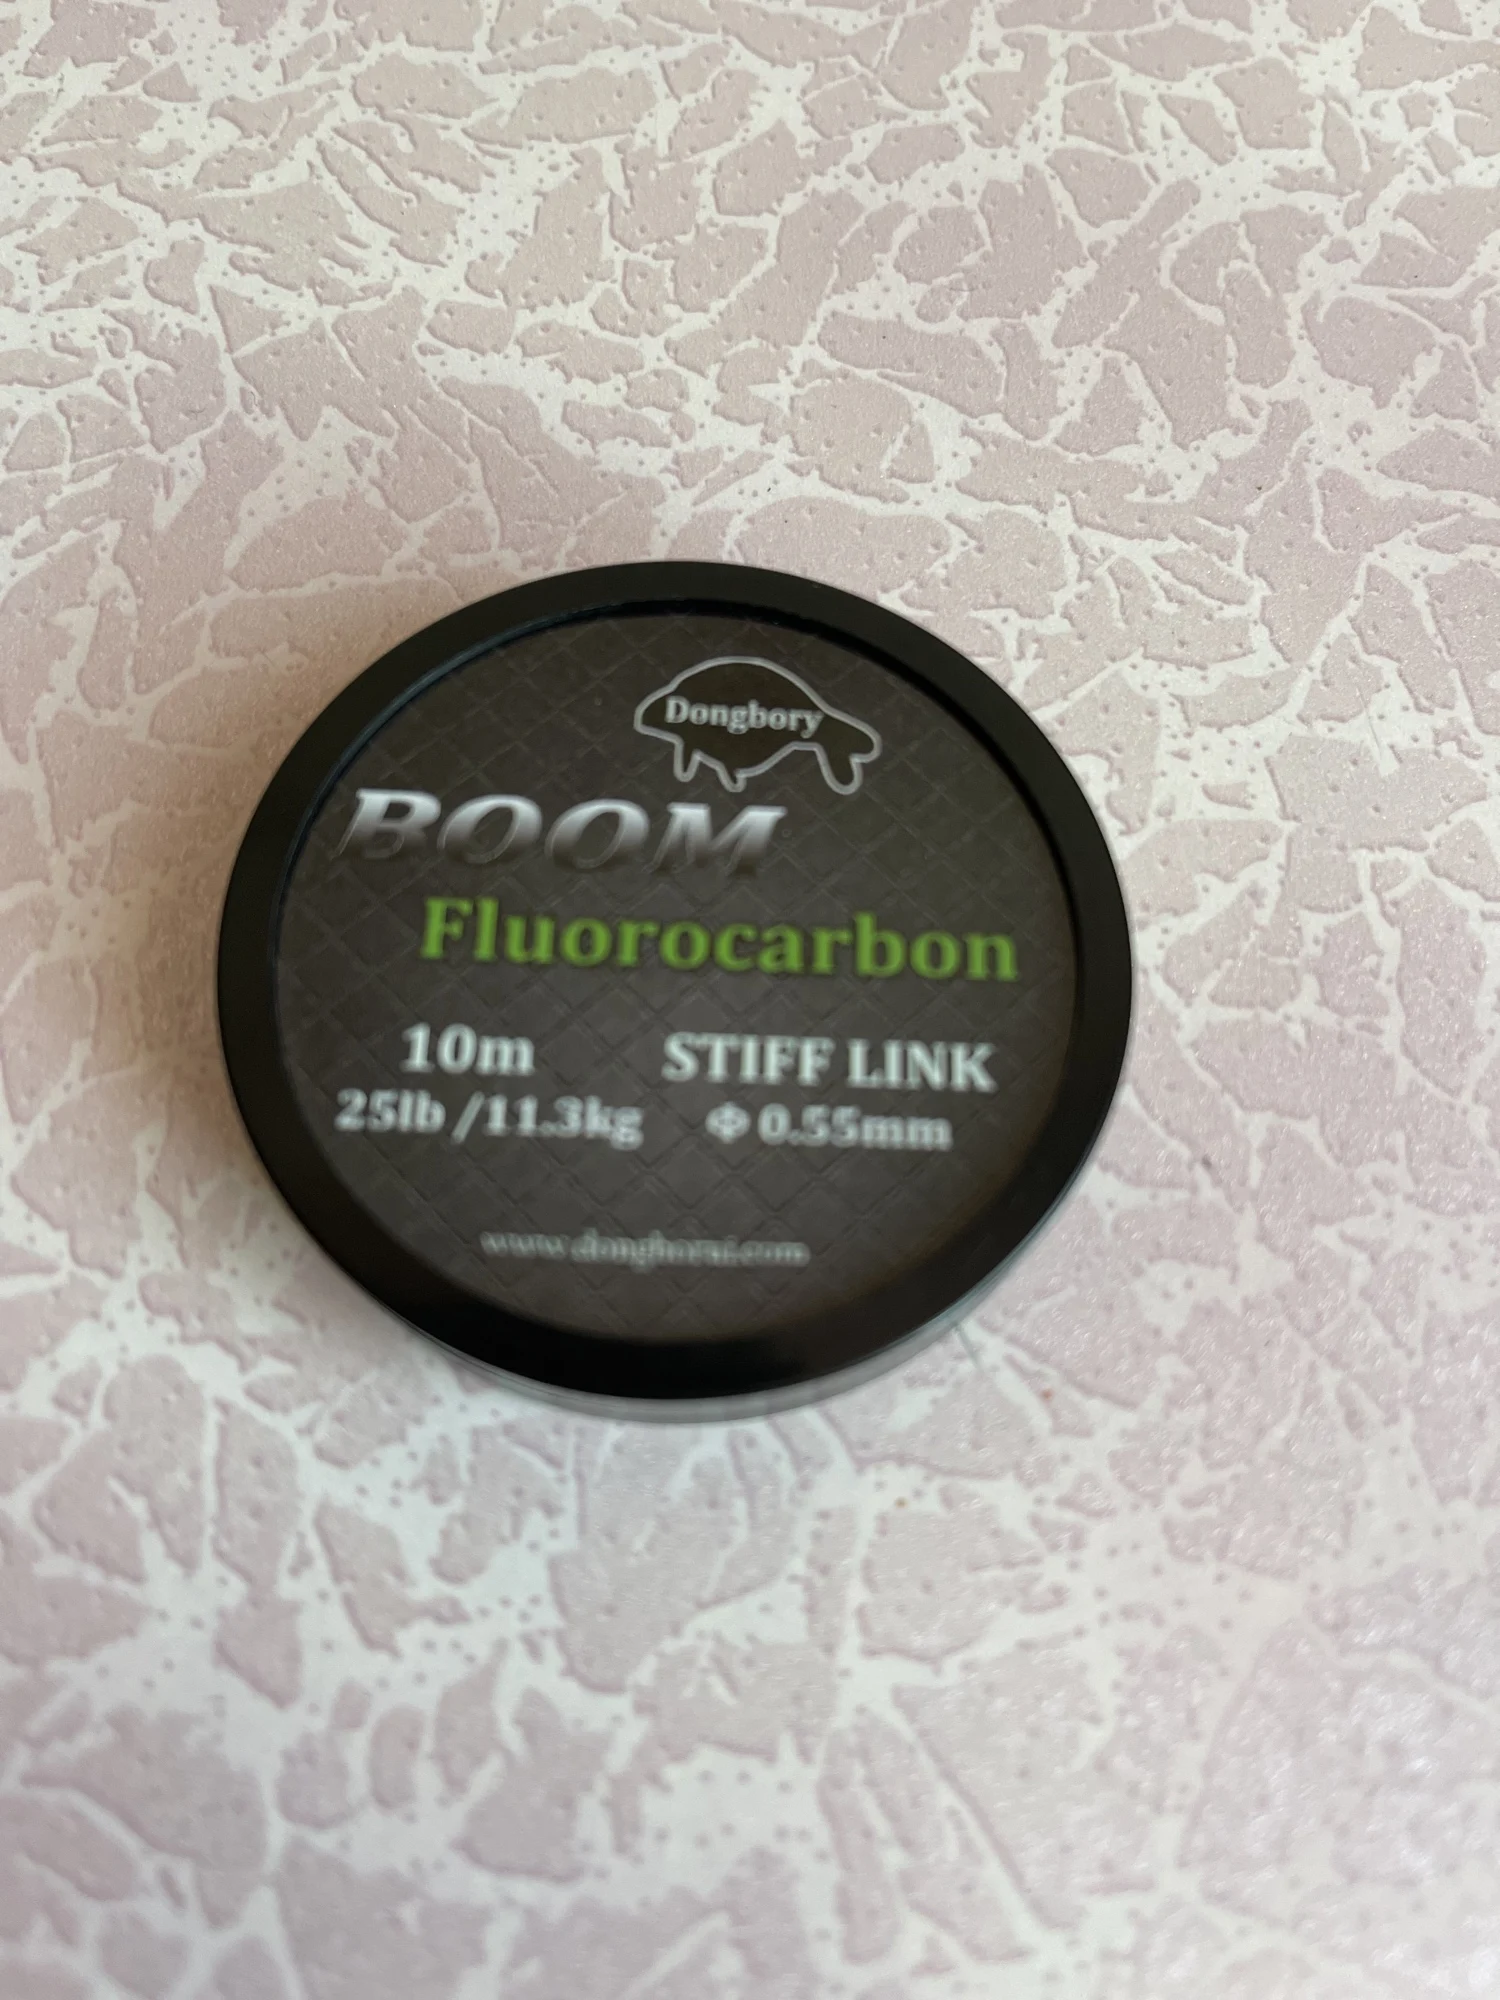 Dongbory
BOOM
Fluorocarbon
10m STIFF LINK
25lb /11.3kg Φ 0.55mm